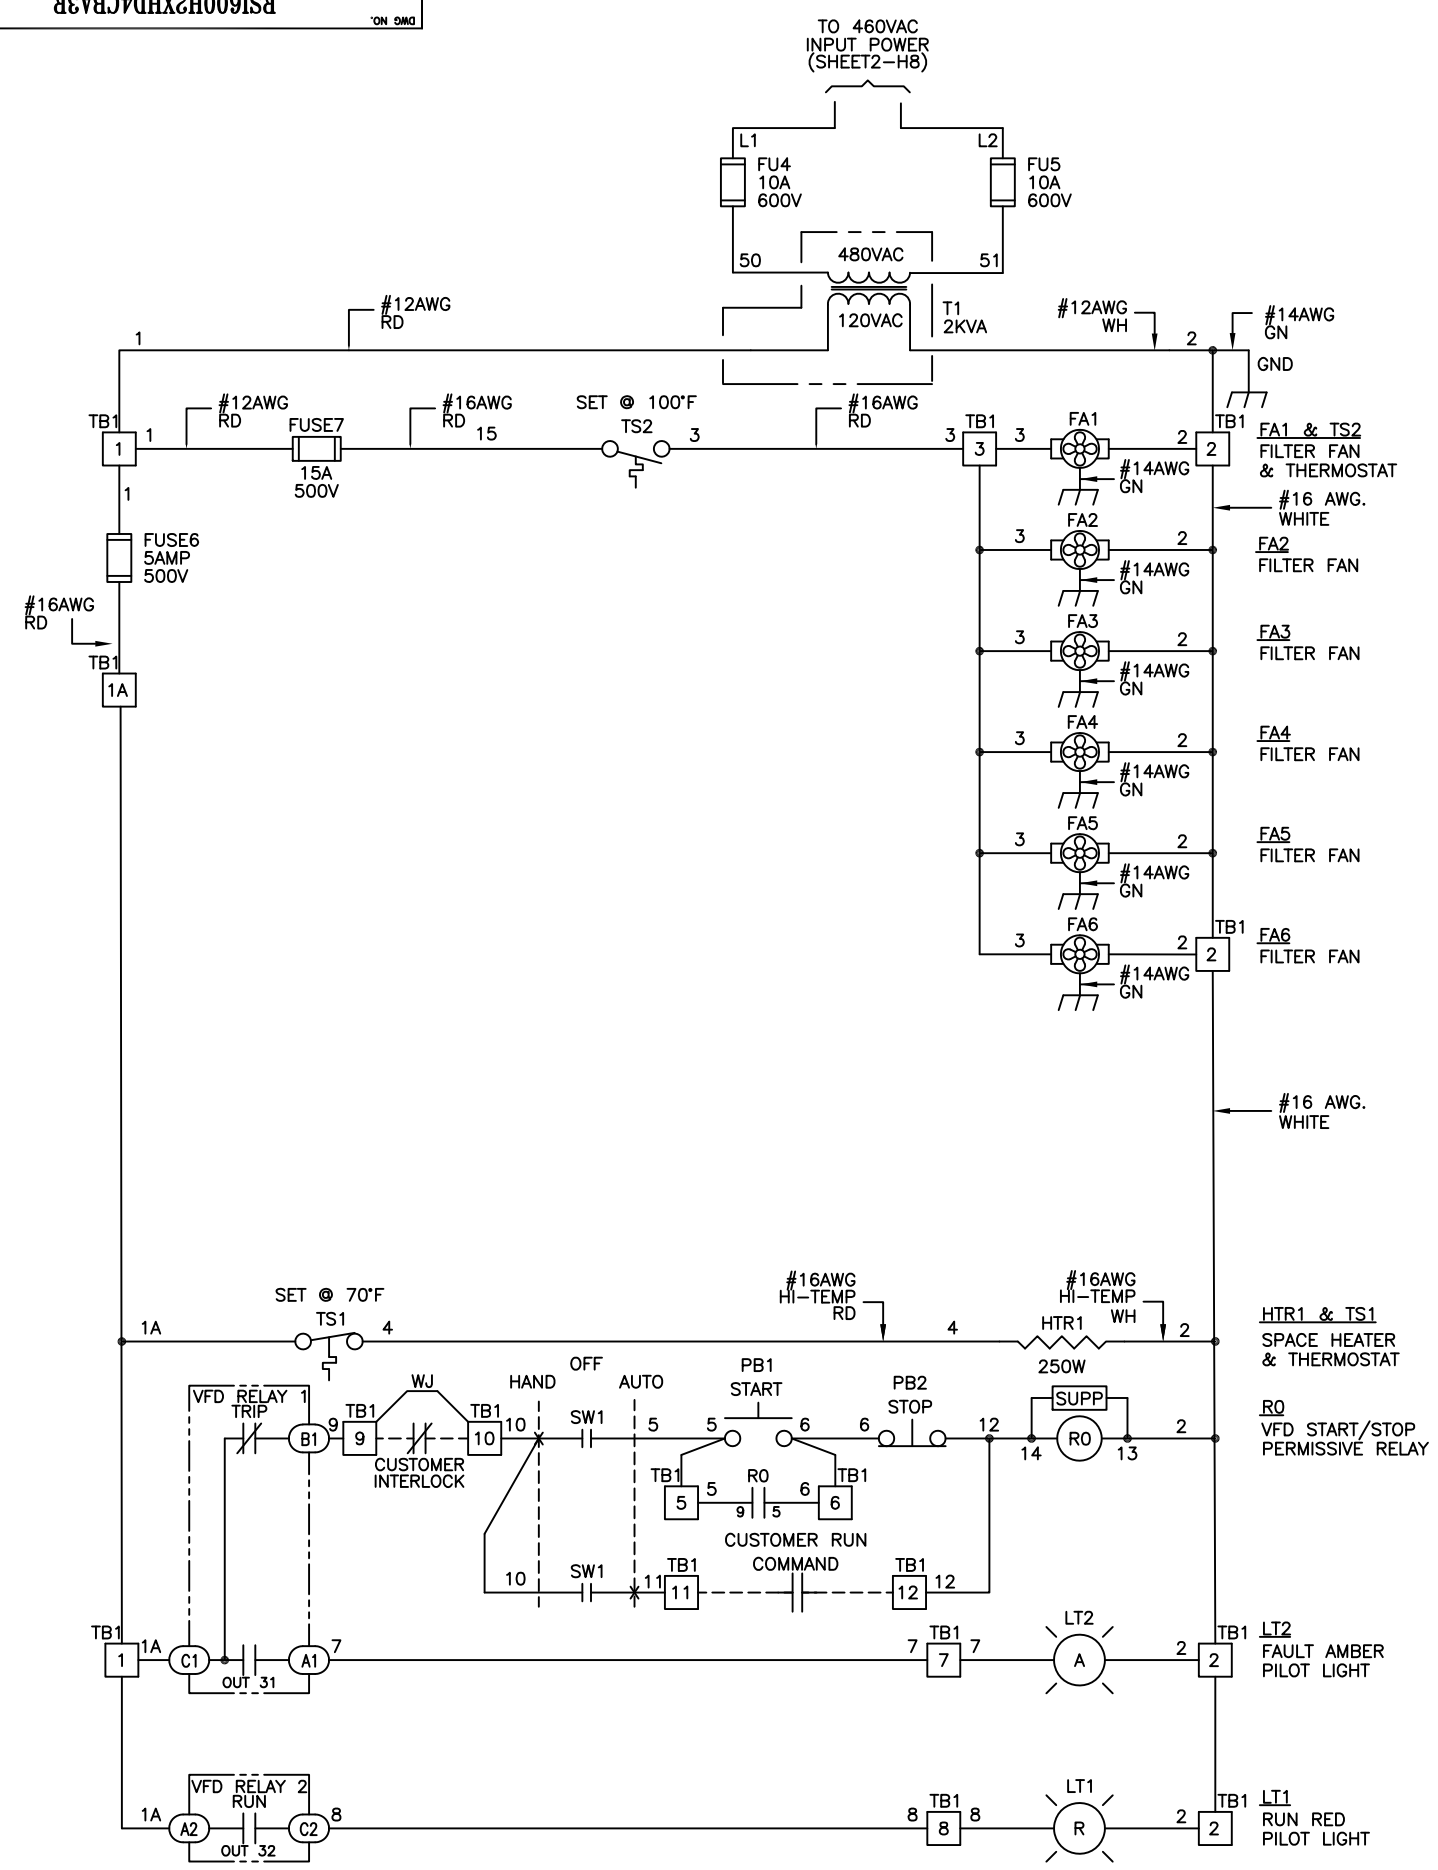 RSI600H2XHD4CBA3R
DWG NO.
TO 460VAC
INPUT POWER
(SHEET2-H8)
L1
L2
FU4
10A
600V
FU5
10A
600V
50
480VAC
51
120VAC
T1
2KVA
#12AWG
RD
1
#12AWG
WH
2
#14AWG
GN
GND
TB1
1
1
#12AWG
RD
FUSE7
15A
500V
#16AWG
RD
15
SET @ 100°F
TS2
3
#16AWG
RD
3
TB1
3
3
FA1
2
TB1
2
#14AWG
GN
FA1 & TS2
FILTER FAN
& THERMOSTAT
#16 AWG.
WHITE
1
FUSE6
5AMP
500V
#16AWG
RD
TB1
1A
3
FA2
2
#14AWG
GN
FA2
FILTER FAN
3
FA3
2
#14AWG
GN
FA3
FILTER FAN
3
FA4
2
#14AWG
GN
FA4
FILTER FAN
3
FA5
2
#14AWG
GN
FA5
FILTER FAN
3
FA6
2
TB1
2
#14AWG
GN
FA6
FILTER FAN
#16 AWG.
WHITE
SET @ 70°F
TS1
1A
4
#16AWG
HI-TEMP
RD
4
HTR1
250W
#16AWG
HI-TEMP
WH
2
HTR1 & TS1
SPACE HEATER
& THERMOSTAT
VFD RELAY 1
TRIP
B1
9
TB1
9
WJ
CUSTOMER
INTERLOCK
TB1
10
10
HAND
OFF
AUTO
SW1
5
5
PB1
START
6
6
PB2
STOP
12
14
SUPP
R0
13
2
R0
VFD START/STOP
PERMISSIVE RELAY
TB1
5
5
R0
9
5
6
TB1
6
10
SW1
11
TB1
11
CUSTOMER RUN
COMMAND
TB1
12
12
TB1
1
1A
C1
OUT 31
A1
7
7
TB1
7
7
LT2
A
2
TB1
2
LT2
FAULT AMBER
PILOT LIGHT
1A
A2
VFD RELAY 2
RUN
OUT 32
C2
8
8
TB1
8
8
LT1
R
2
TB1
2
LT1
RUN RED
PILOT LIGHT